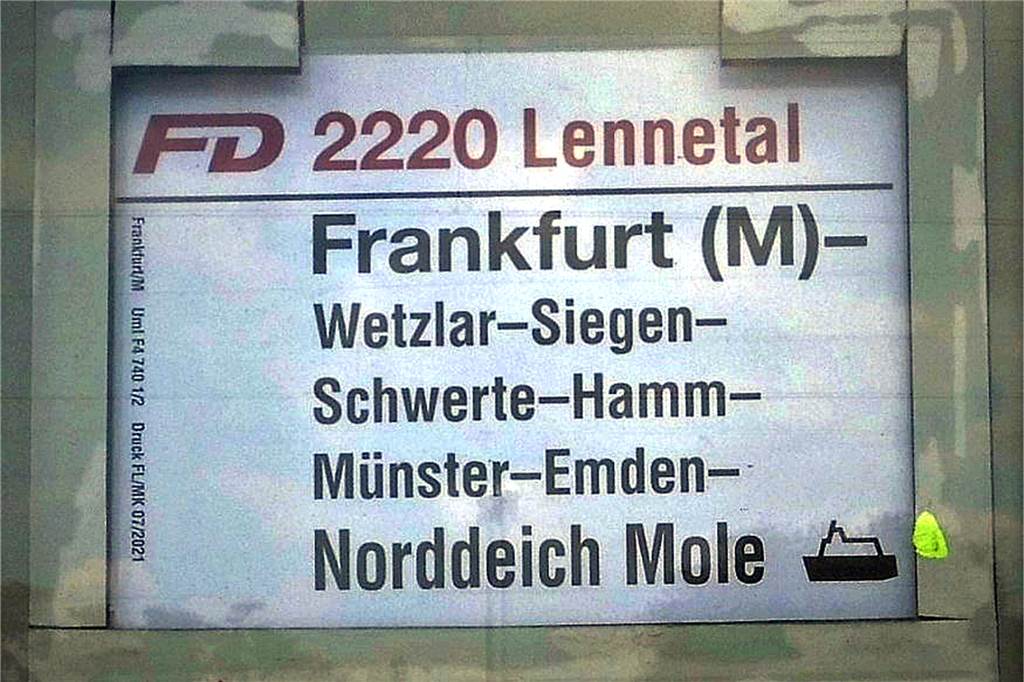 FD 2220 Lennetal
Frankfurt (M)–
Wetzlar–Siegen–
Schwerte–Hamm–
Münster–Emden–
Norddeich Mole
Frankfurt/M Uml F4 740 1/2 Druck FL/MK 07/2021